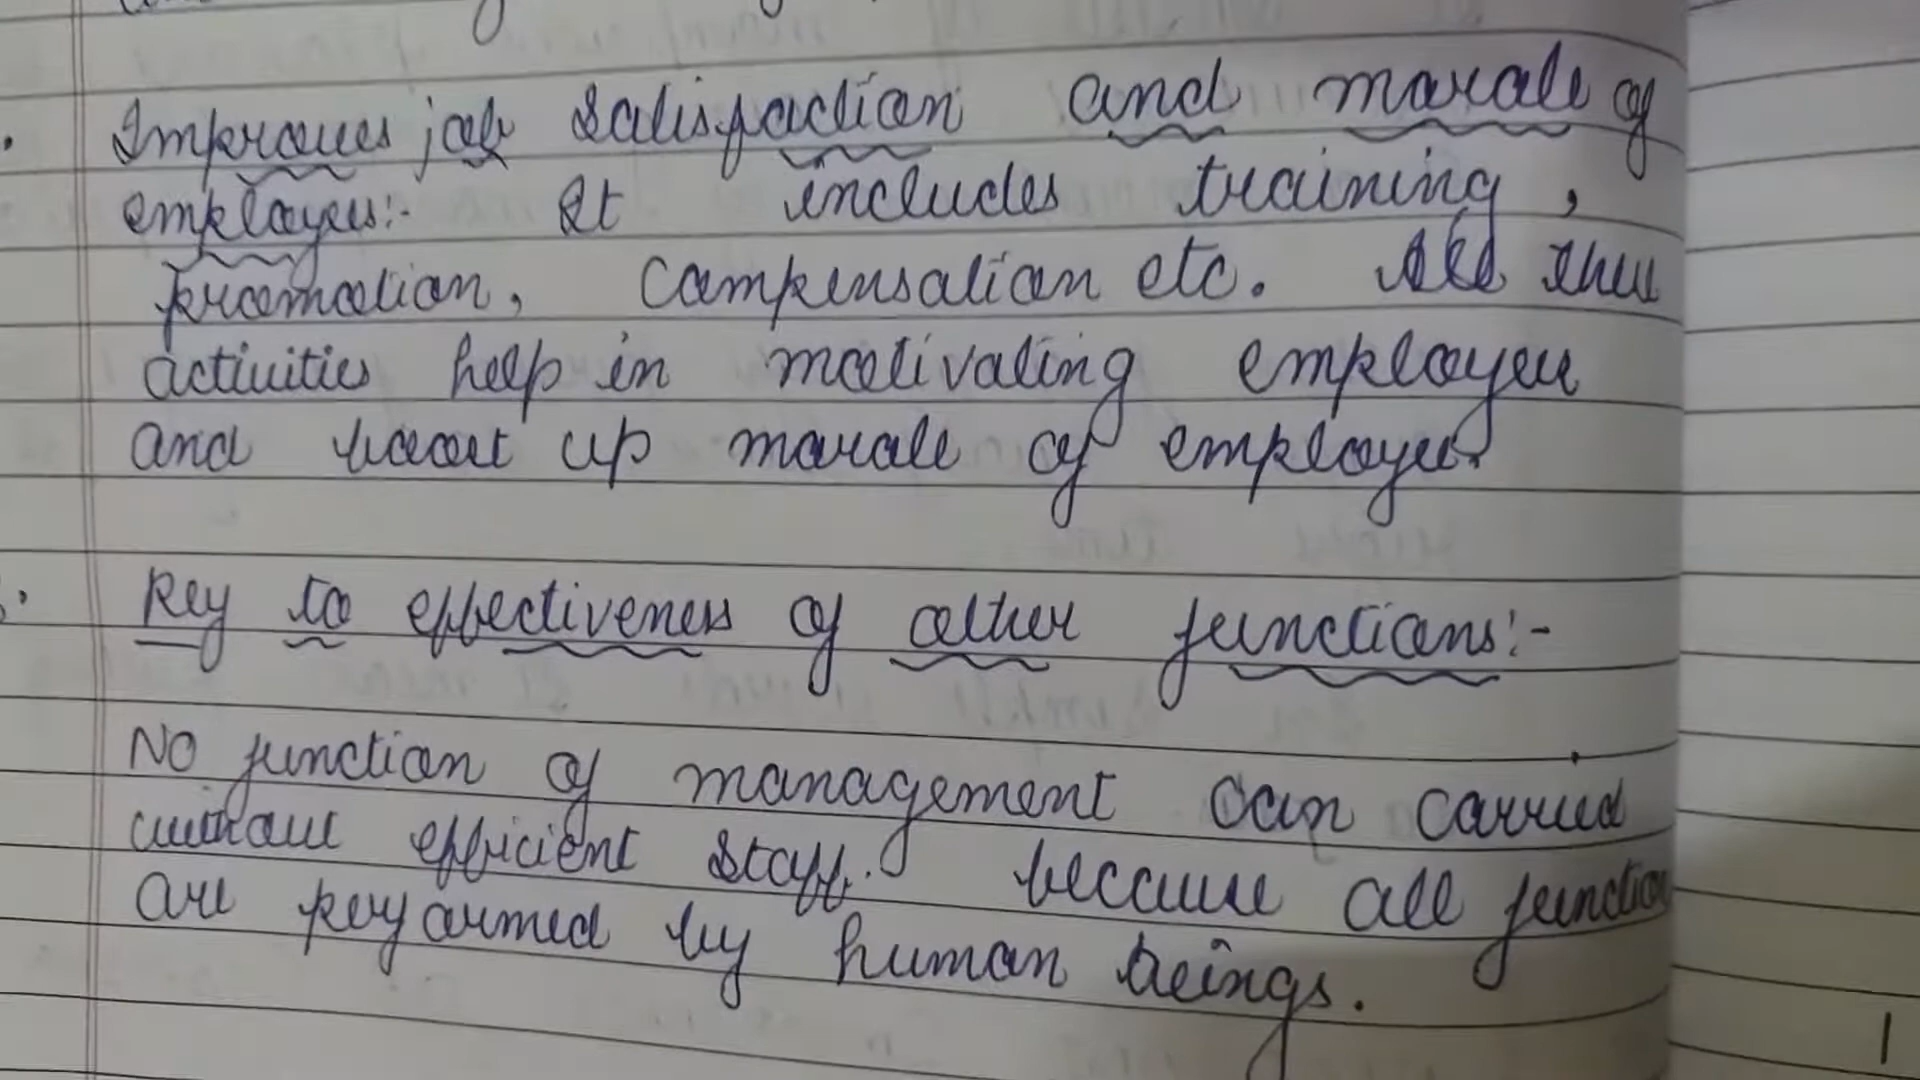 Improves job satisfaction and morale of
employees:- It includes training,
promotion, compensation etc. All these
activities help in motivating employees
and boost up morale of employees.
Key to effectiveness of other functions:-
No function of management can carried
without efficient staff. because all function
are performed by human beings.